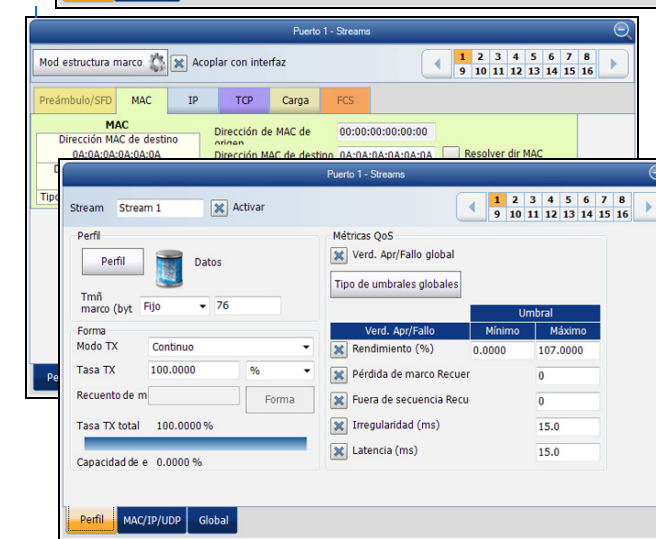 Puerto 1 - Streams
Mod estructura marco Acoplar con interfaz
1 2 3 4 5 6 7 8
9 10 11 12 13 14 15 16
Preámbulo/SFD MAC IP TCP Carga FCS
MAC
Dirección MAC de destino
0A:0A:0A:0A:0A:0A
Dirección de MAC de origen 00:00:00:00:00:00
Dirección MAC de destino 0A:0A:0A:0A:0A:0A Resolver dir MAC
Tipo
Pe
Puerto 1 - Streams
Stream Stream 1 Activar
1 2 3 4 5 6 7 8
9 10 11 12 13 14 15 16
Perfil
Perfil Datos
Tmñ
marco (byt Fijo 76
Forma
Modo TX Continuo
Tasa TX 100.0000 %
Recuento de m Forma
Tasa TX total 100.0000 %
Capacidad de e 0.0000 %
Métricas QoS
Verd. Apr/Fallo global
Tipo de umbrales globales
Umbral
Verd. Apr/Fallo Mínimo Máximo
Rendimiento (%) 0.0000 107.0000
Pérdida de marco Recuer 0
Fuera de secuencia Recu 0
Irregularidad (ms) 15.0
Latencia (ms) 15.0
Perfil MAC/IP/UDP Global